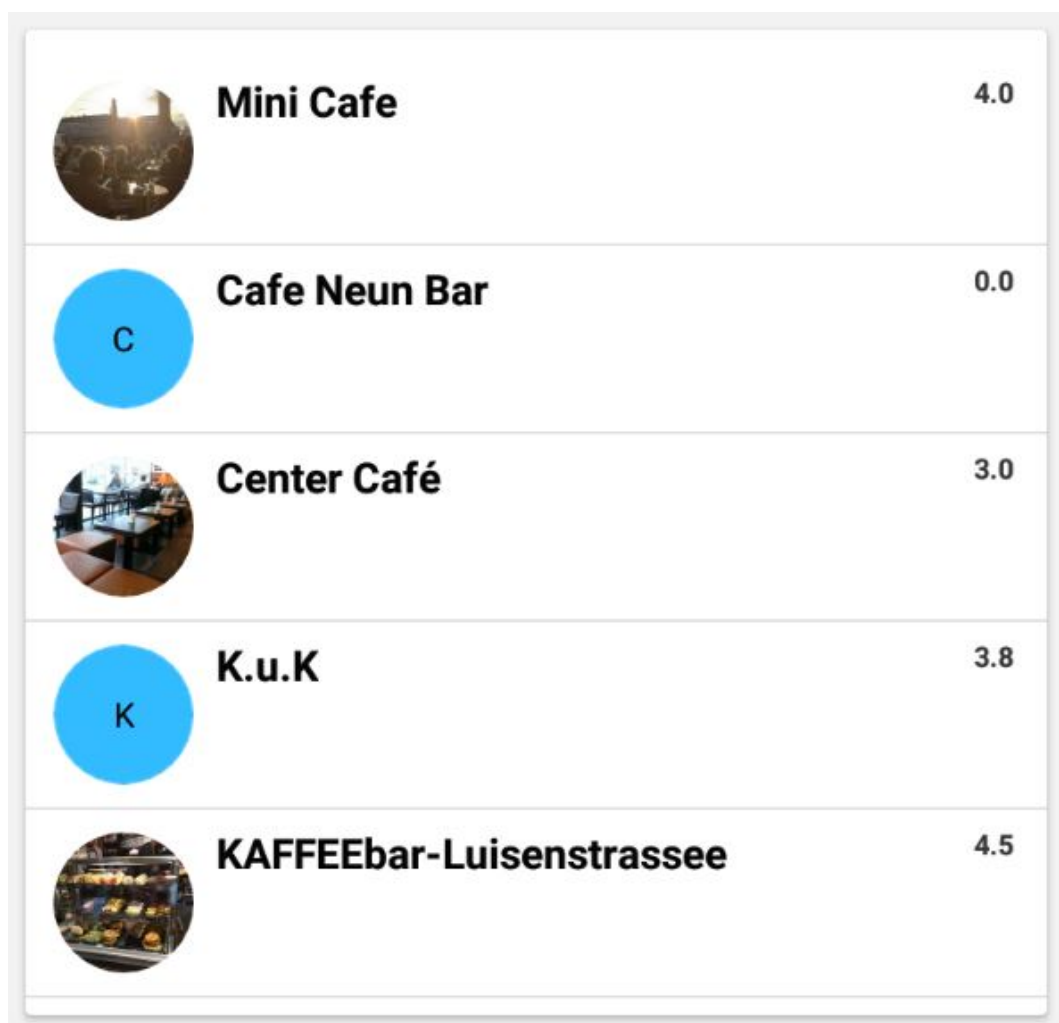 Mini Cafe 4.0
C Cafe Neun Bar 0.0
Center Café 3.0
K K.u.K 3.8
KAFFEEbar-Luisenstrassee 4.5